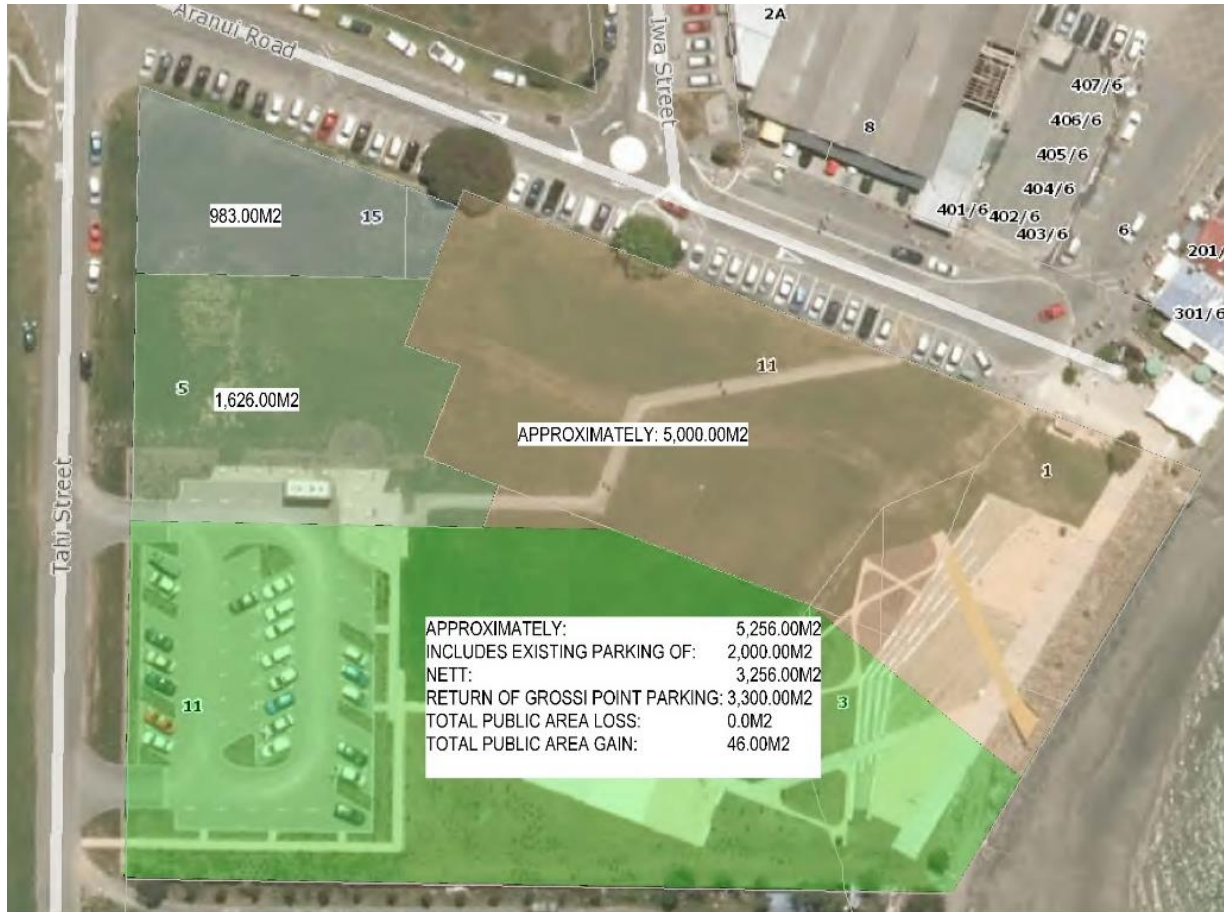 Aranui Road
Iwa Street
2A
407/6
8
406/6
405/6
404/6
401/6
402/6
403/6
6
201/
301/6
983.00M2
15
11
5
1,626.00M2
APPROXIMATELY: 5,000.00M2
1
Tahi Street
APPROXIMATELY: 5,256.00M2
INCLUDES EXISTING PARKING OF: 2,000.00M2
NETT: 3,256.00M2
RETURN OF GROSSI POINT PARKING: 3,300.00M2
TOTAL PUBLIC AREA LOSS: 0.0M2
TOTAL PUBLIC AREA GAIN: 46.00M2
11
3